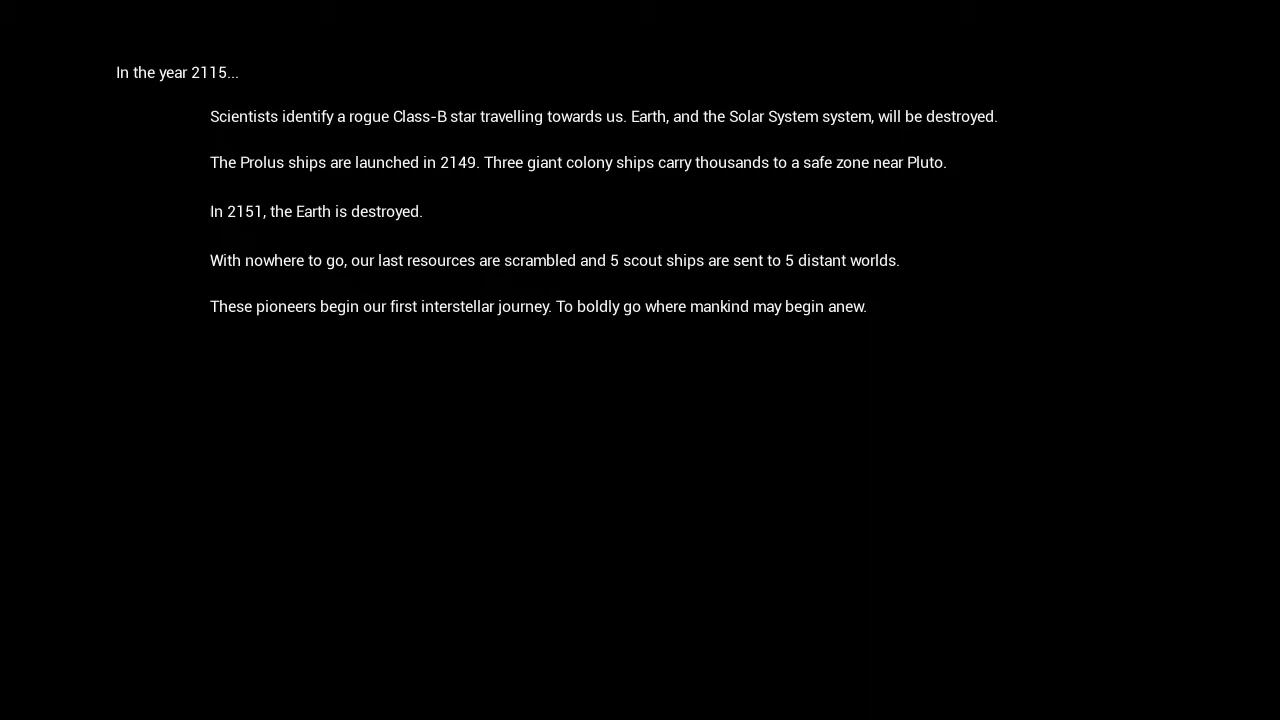 In the year 2115...
Scientists identify a rogue Class-B star travelling towards us. Earth, and the Solar System system, will be destroyed.
The Prolus ships are launched in 2149. Three giant colony ships carry thousands to a safe zone near Pluto.
In 2151, the Earth is destroyed.
With nowhere to go, our last resources are scrambled and 5 scout ships are sent to 5 distant worlds.
These pioneers begin our first interstellar journey. To boldly go where mankind may begin anew.